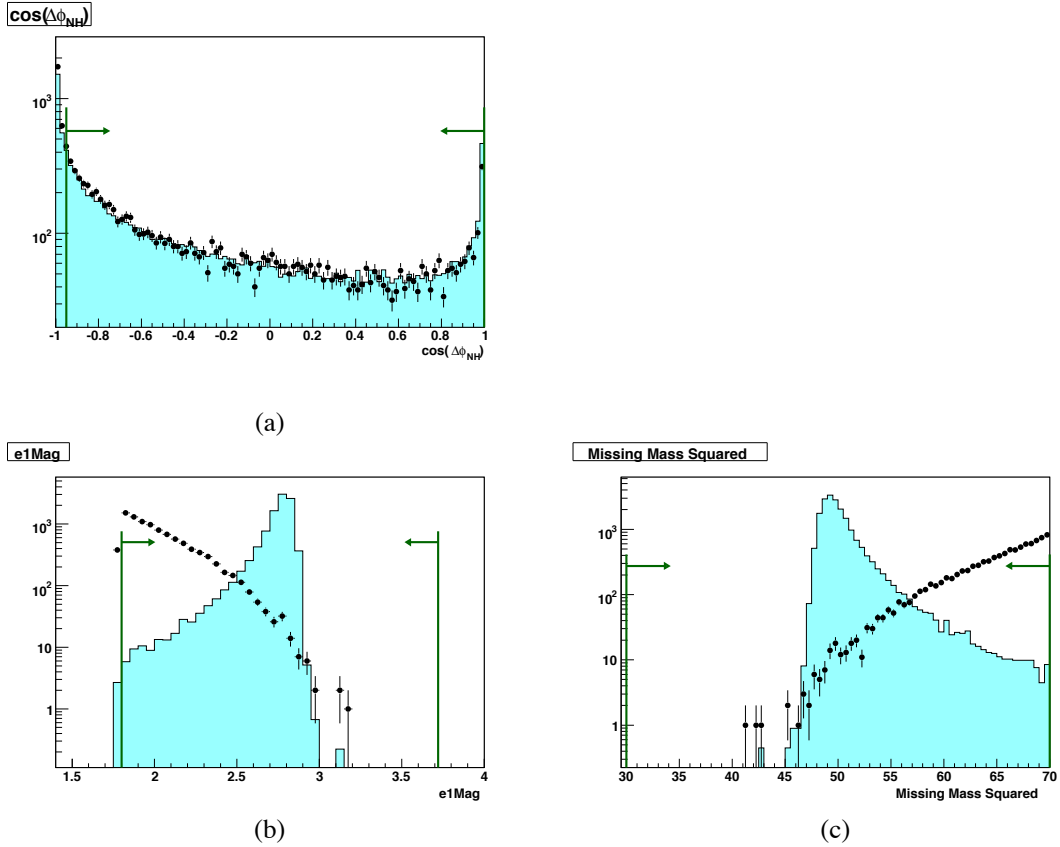 cos(Δϕ_NH)
10³
10²
-1 -0.8 -0.6 -0.4 -0.2 0 0.2 0.4 0.6 0.8 1
cos(Δϕ_NH)
(a)
e1Mag
10³
10²
10
1
1.5 2 2.5 3 3.5 4
e1Mag
(b)
Missing Mass Squared
10³
10²
10
1
30 35 40 45 50 55 60 65 70
Missing Mass Squared
(c)